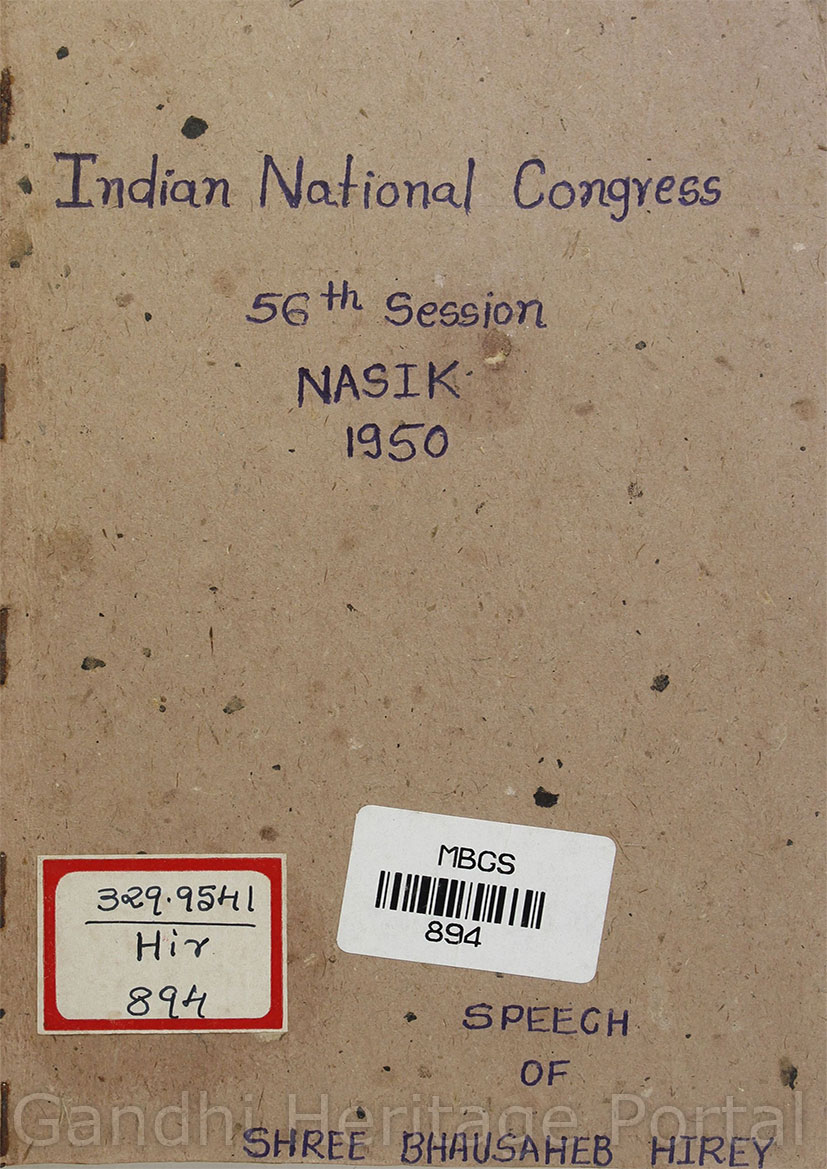 Indian National Congress
56th Session
NASIK
1950
MBGS
894
329.9541
Hir
894
SPEECH
OF
Gandhi Heritage Portal
SHREE BHAUSAHEB HIREY